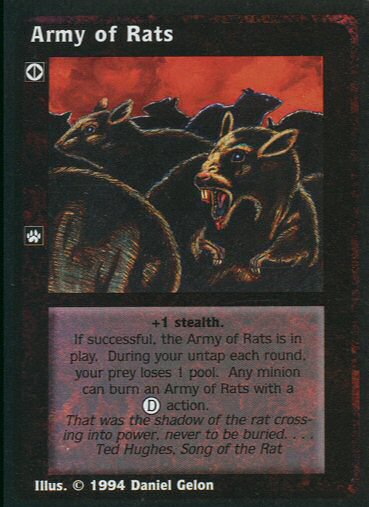 Army of Rats
+1 stealth.
If successful, the Army of Rats is in
play. During your untap each round,
your prey loses 1 pool. Any minion
can burn an Army of Rats with a
D action.
That was the shadow of the rat cross-
ing into power, never to be buried. . . .
Ted Hughes, Song of the Rat
Illus. © 1994 Daniel Gelon